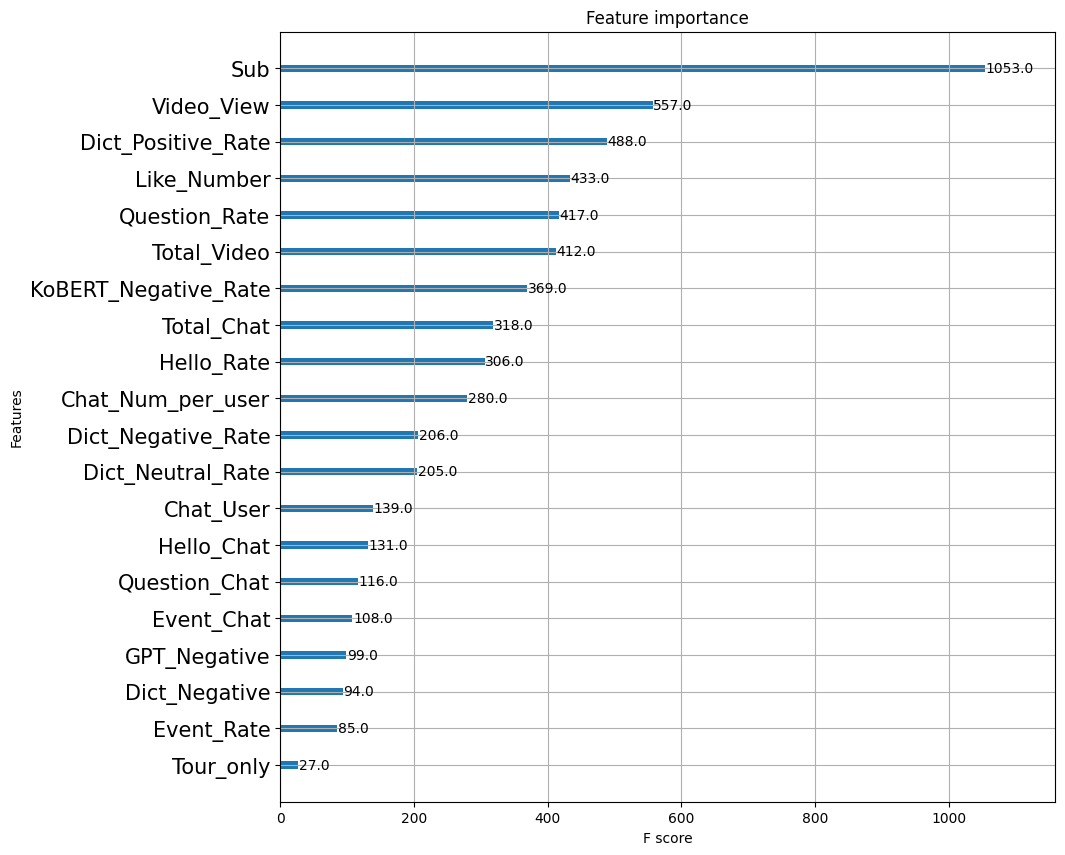 Feature importance
Sub 1053.0
Video_View 557.0
Dict_Positive_Rate 488.0
Like_Number 433.0
Question_Rate 417.0
Total_Video 412.0
KoBERT_Negative_Rate 369.0
Total_Chat 318.0
Hello_Rate 306.0
Chat_Num_per_user 280.0
Dict_Negative_Rate 206.0
Dict_Neutral_Rate 205.0
Chat_User 139.0
Hello_Chat 131.0
Question_Chat 116.0
Event_Chat 108.0
GPT_Negative 99.0
Dict_Negative 94.0
Event_Rate 85.0
Tour_only 27.0
Features
0 200 400 600 800 1000
F score